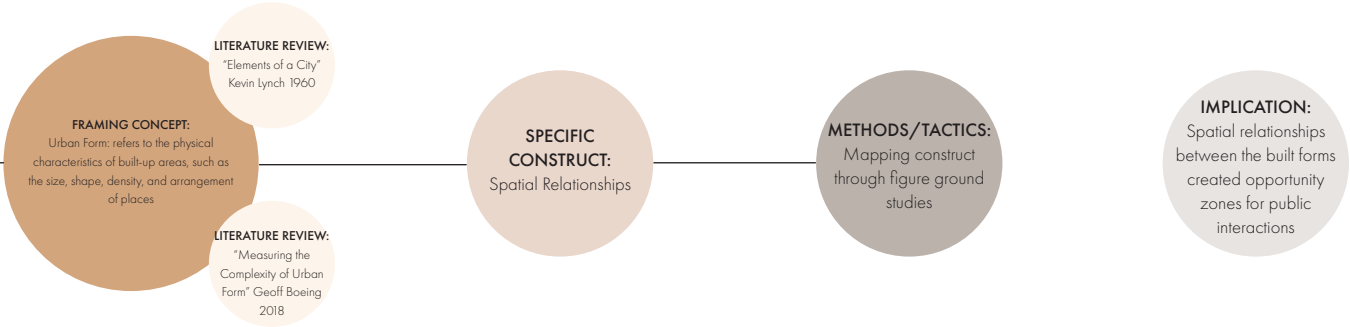 LITERATURE REVIEW:
"Elements of a City"
Kevin Lynch 1960
FRAMING CONCEPT:
Urban Form: refers to the physical
characteristics of built-up areas, such as
the size, shape, density, and arrangement
of places
LITERATURE REVIEW:
"Measuring the
Complexity of Urban
Form" Geoff Boeing
2018
SPECIFIC
CONSTRUCT:
Spatial Relationships
METHODS/TACTICS:
Mapping construct
through figure ground
studies
IMPLICATION:
Spatial relationships
between the built forms
created opportunity
zones for public
interactions